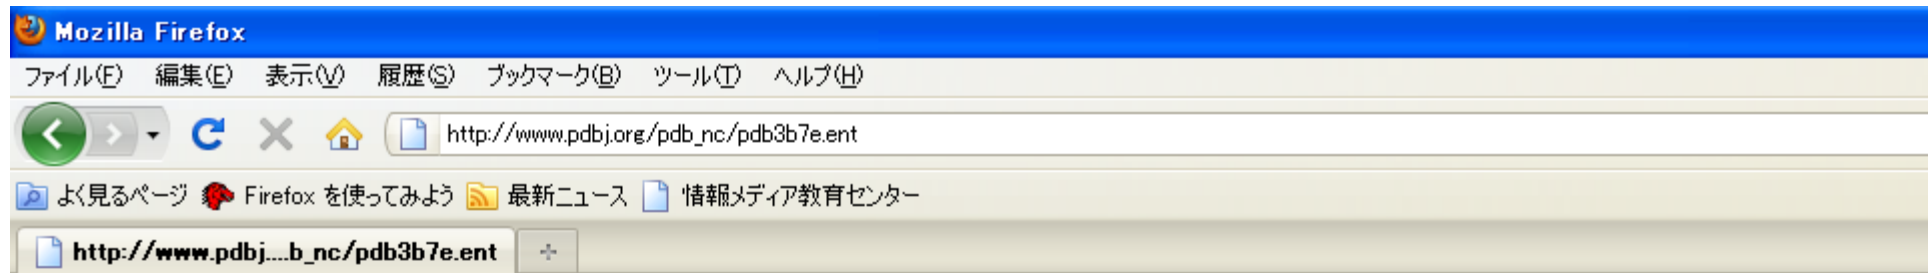 Mozilla Firefox
ファイル(F) 編集(E) 表示(V) 履歴(S) ブックマーク(B) ツール(T) ヘルプ(H)
http://www.pdbj.org/pdb_nc/pdb3b7e.ent
よく見るページ Firefox を使ってみよう 最新ニュース 情報メディア教育センター
http://www.pdbj....b_nc/pdb3b7e.ent